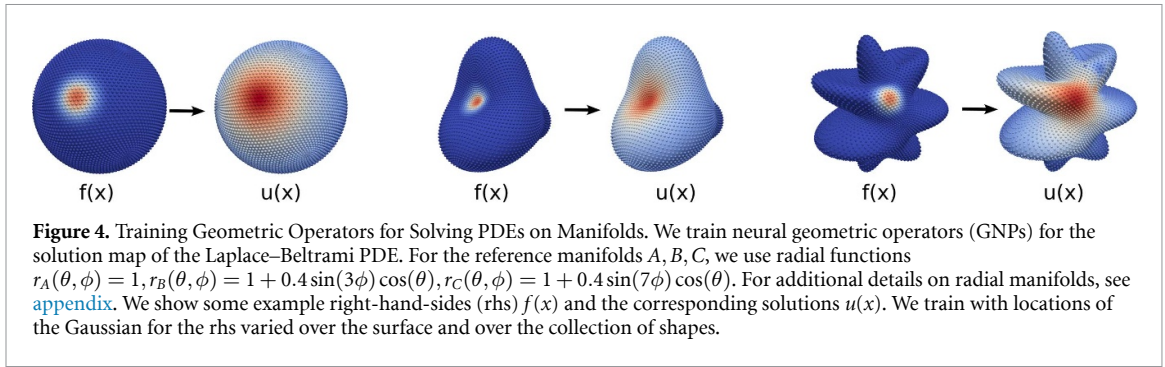 f(x) u(x) f(x) u(x) f(x) u(x)
Figure 4. Training Geometric Operators for Solving PDEs on Manifolds. We train neural geometric operators (GNPs) for the
solution map of the Laplace–Beltrami PDE. For the reference manifolds A, B, C, we use radial functions
r_A(θ, ϕ) = 1, r_B(θ, ϕ) = 1 + 0.4 sin(3ϕ) cos(θ), r_C(θ, ϕ) = 1 + 0.4 sin(7ϕ) cos(θ). For additional details on radial manifolds, see
appendix. We show some example right-hand-sides (rhs) f(x) and the corresponding solutions u(x). We train with locations of
the Gaussian for the rhs varied over the surface and over the collection of shapes.